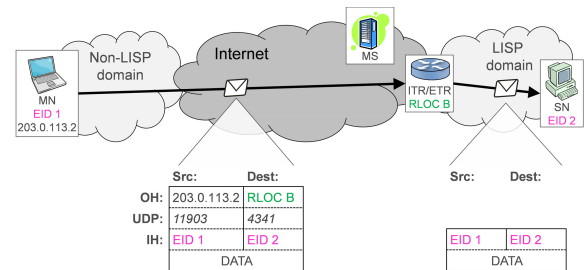 Non-LISP
domain
Internet
MS
LISP
domain
MN
EID 1
203.0.113.2
ITR/ETR
RLOC B
SN
EID 2
Src: Dest:
OH: 203.0.113.2 RLOC B
UDP: 11903 4341
IH: EID 1 EID 2
DATA
Src: Dest:
EID 1 EID 2
DATA